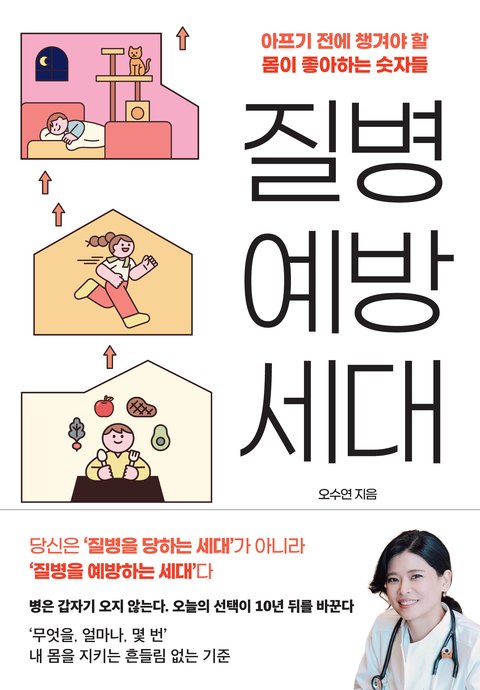 아프기 전에 챙겨야 할
몸이 좋아하는 숫자들
질병
예방
세대
오수연 지음
당신은 ‘질병을 당하는 세대’가 아니라
‘질병을 예방하는 세대’다
병은 갑자기 오지 않는다. 오늘의 선택이 10년 뒤를 바꾼다
‘무엇을, 얼마나, 몇 번’
내 몸을 지키는 흔들림 없는 기준